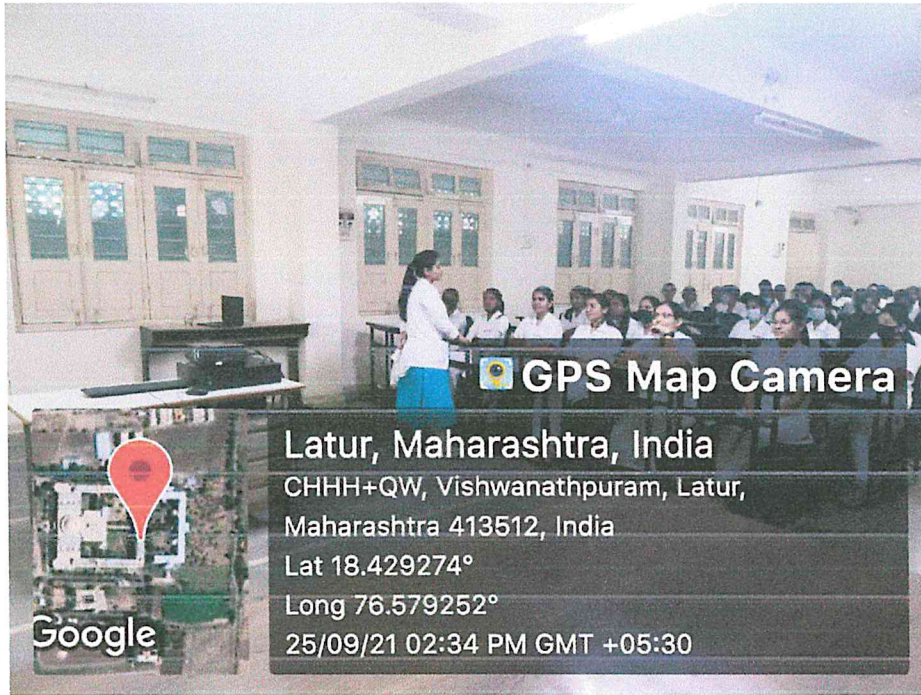 GPS Map Camera
Latur, Maharashtra, India
CHHH+QW, Vishwanathpuram, Latur,
Maharashtra 413512, India
Lat 18.429274°
Long 76.579252°
25/09/21 02:34 PM GMT +05:30
Google